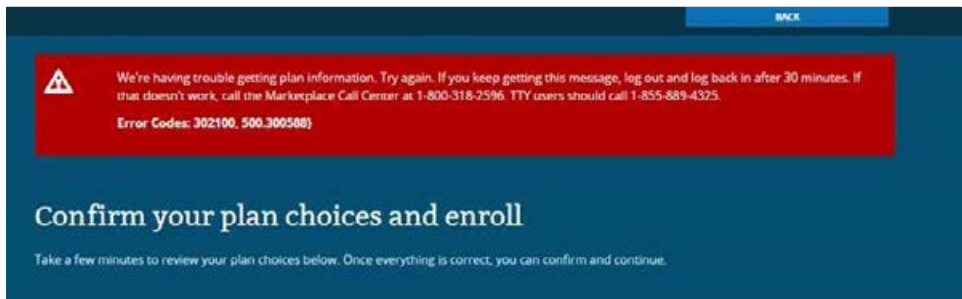 BACK
We're having trouble getting plan information. Try again. If you keep getting this message, log out and log back in after 30 minutes. If
that doesn't work, call the Marketplace Call Center at 1-800-318-2596. TTY users should call 1-855-889-4325.
Error Codes: 302100, 500.300588}
Confirm your plan choices and enroll
Take a few minutes to review your plan choices below. Once everything is correct, you can confirm and continue.